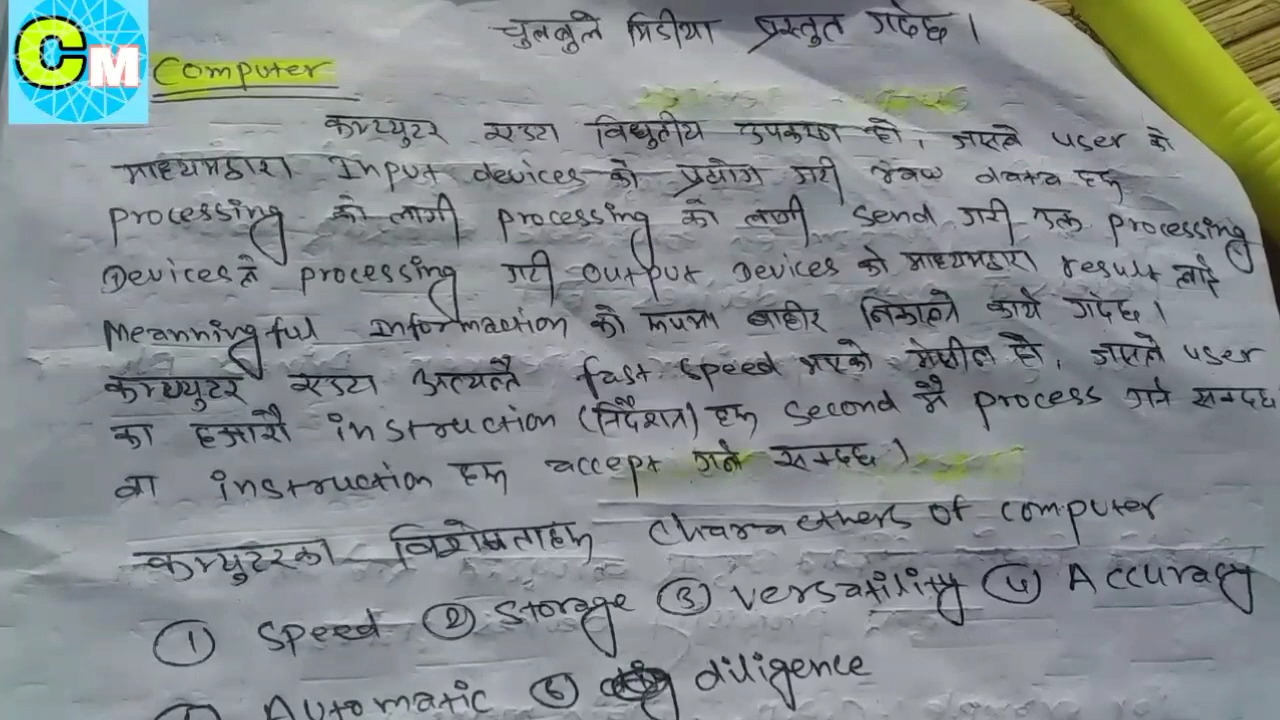 CM
चुलबुले मिडीया प्रस्तुत गर्दछ ।
Computer
कम्प्युटर एउटा विधुतीय उपकरण हो, जसले user को
माध्यमद्वारा Input devices को प्रयोग गरी data हरू
processing को लागी processing को लागी send गरी उक्त processing
Devices ले processing गरी output Devices को माध्यमद्वारा result लाई
Meanningful Information को रुपमा बाहीर निकाल्ने कार्य गर्दछ ।
कम्प्युटर एउटा अत्यन्तै fast speed भएको मेसीन हो, जसले user
का हजारौ instruction (निर्देशन) हरू second मै process गर्न सक्दछ
वा instruction हरू accept गर्न सक्दछ ।
कम्प्युटरका विशेषताहरू Characthers of computer
① Speed ② Storage ③ Versatility ④ Accuracy
Automatic ⑥ diligence